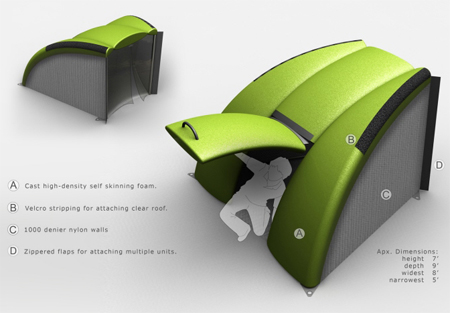 A Cast high-density self skinning foam.
B Velcro stripping for attaching clear roof.
C 1000 denier nylon walls
D Zippered flaps for attaching multiple units.
B
D
C
A
Apx. Dimensions:
height 7'
depth 9'
widest 8'
narrowest 5'